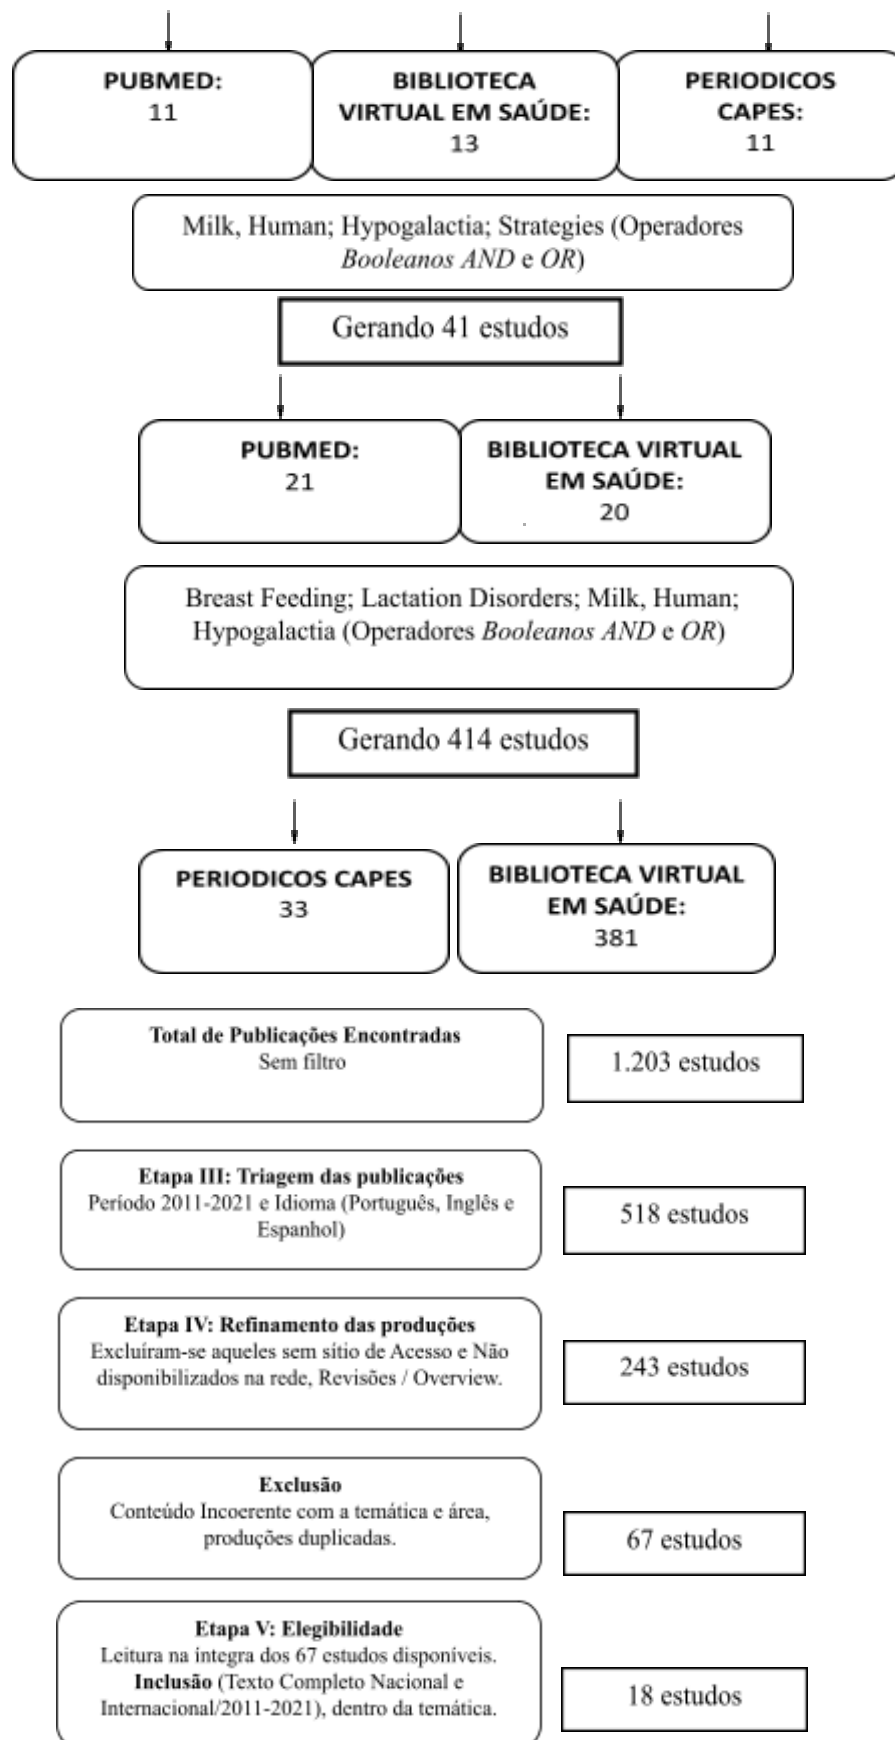 PUBMED:
11
BIBLIOTECA
VIRTUAL EM SAÚDE:
13
PERIODICOS
CAPES:
11
Milk, Human; Hypogalactia; Strategies (Operadores
Booleanos AND e OR)
Gerando 41 estudos
PUBMED:
21
BIBLIOTECA VIRTUAL
EM SAÚDE:
20
Breast Feeding; Lactation Disorders; Milk, Human;
Hypogalactia (Operadores Booleanos AND e OR)
Gerando 414 estudos
PERIODICOS CAPES
33
BIBLIOTECA VIRTUAL
EM SAÚDE:
381
Total de Publicações Encontradas
Sem filtro
1.203 estudos
Etapa III: Triagem das publicações
Período 2011-2021 e Idioma (Português, Inglês e
Espanhol)
518 estudos
Etapa IV: Refinamento das produções
Excluíram-se aqueles sem sítio de Acesso e Não
disponibilizados na rede, Revisões / Overview.
243 estudos
Exclusão
Conteúdo Incoerente com a temática e área,
produções duplicadas.
67 estudos
Etapa V: Elegibilidade
Leitura na íntegra dos 67 estudos disponíveis.
Inclusão (Texto Completo Nacional e
Internacional/2011-2021), dentro da temática.
18 estudos